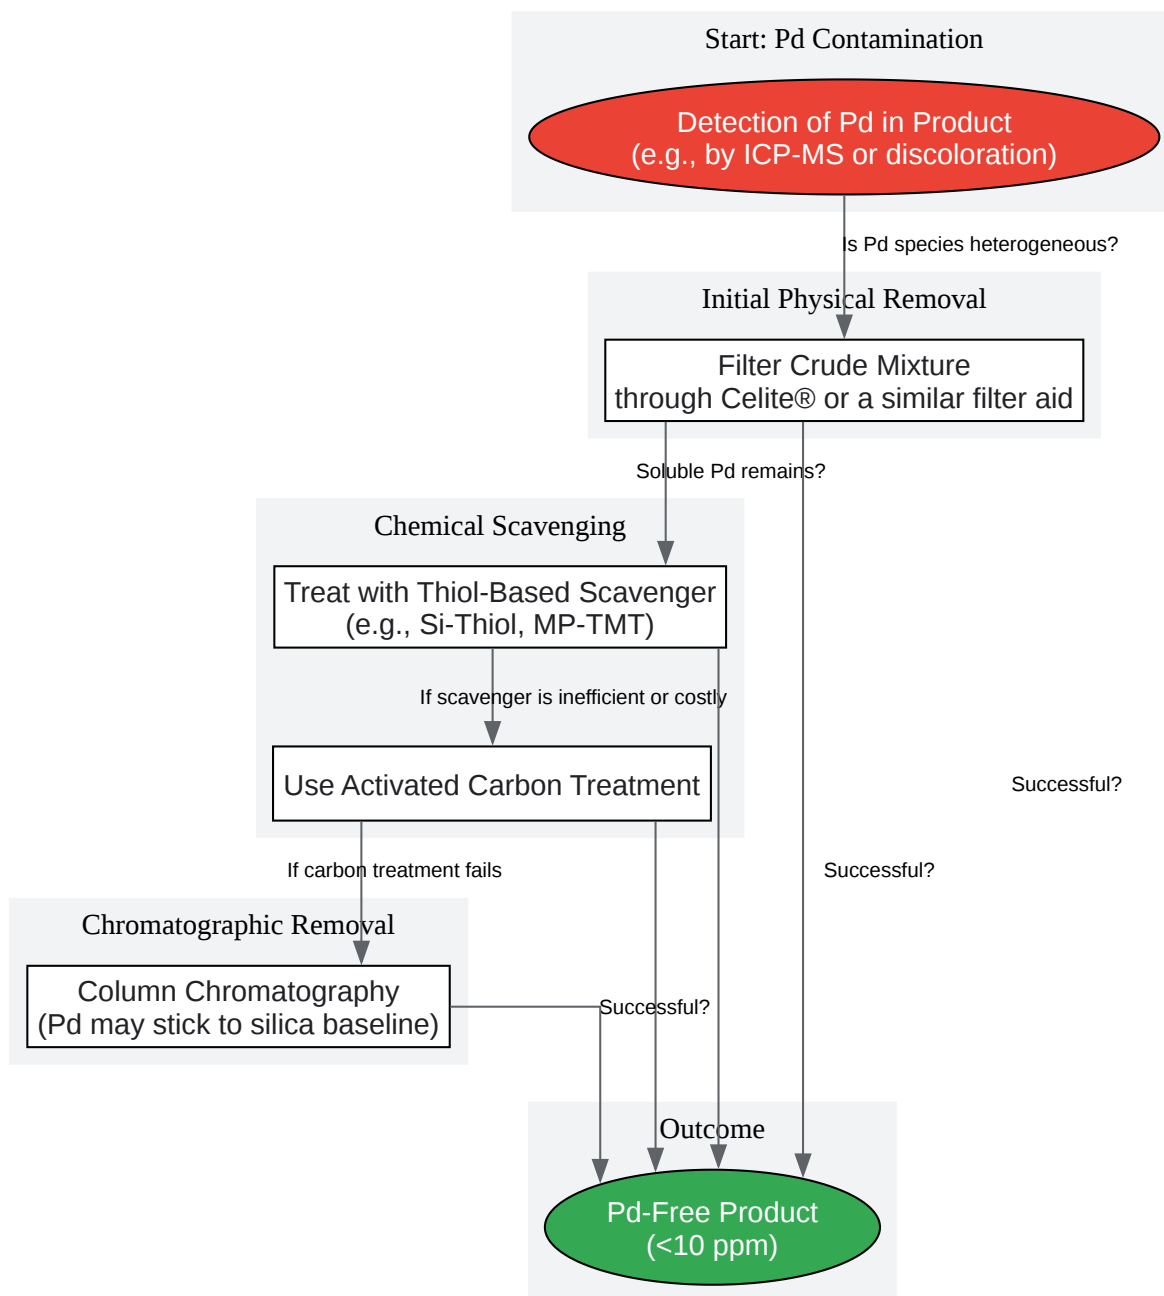 Start: Pd Contamination
Detection of Pd in Product
(e.g., by ICP-MS or discoloration)
Is Pd species heterogeneous?
Initial Physical Removal
Filter Crude Mixture
through Celite® or a similar filter aid
Soluble Pd remains?
Chemical Scavenging
Treat with Thiol-Based Scavenger
(e.g., Si-Thiol, MP-TMT)
If scavenger is inefficient or costly
Use Activated Carbon Treatment
Successful?
If carbon treatment fails
Successful?
Chromatographic Removal
Column Chromatography
(Pd may stick to silica baseline)
Successful?
Outcome
Pd-Free Product
(<10 ppm)